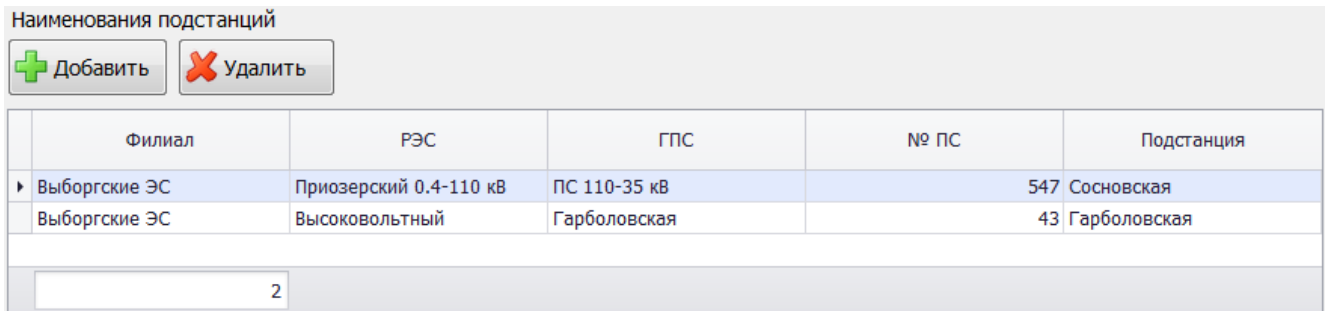 Наименования подстанций
Добавить Удалить
Филиал РЭС ГПС № ПС Подстанция
Выборгские ЭС Приозерский 0.4-110 кВ ПС 110-35 кВ 547 Сосновская
Выборгские ЭС Высоковольтный Гарболовская 43 Гарболовская
2